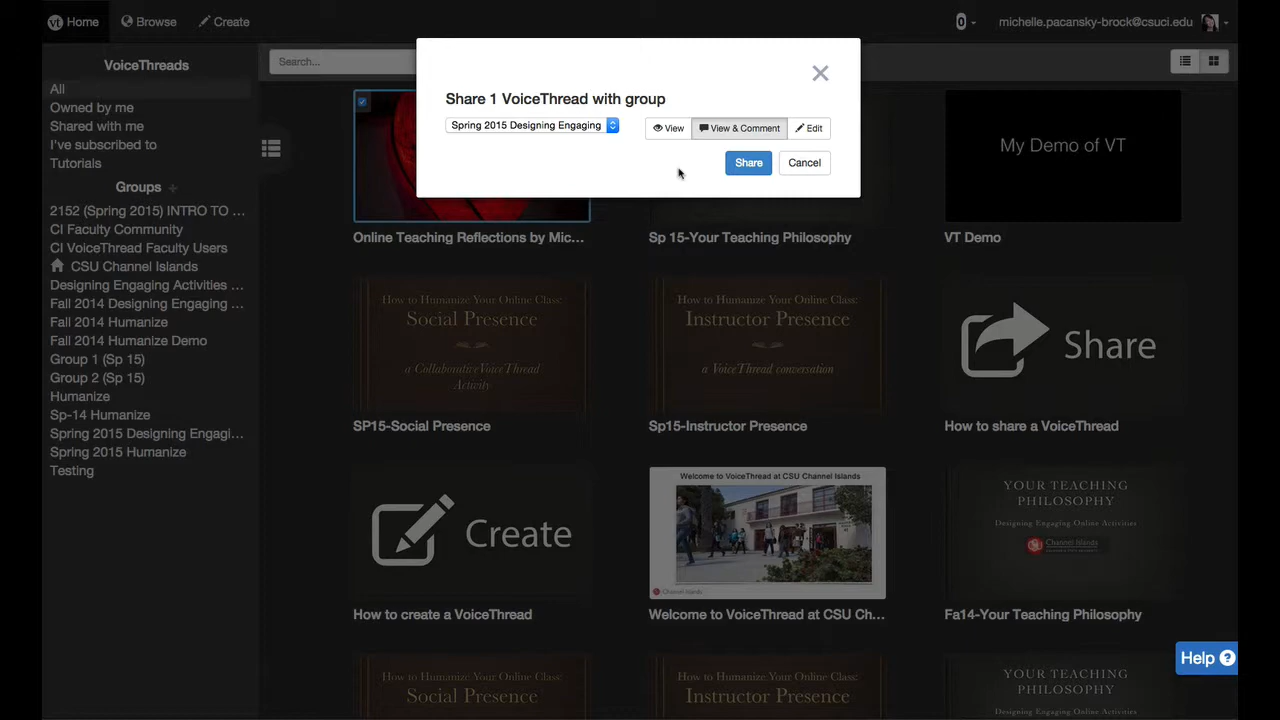 vt Home
Browse
Create
0
michelle.pacansky-brock@csuci.edu
VoiceThreads
All
Owned by me
Shared with me
I've subscribed to
Tutorials
Groups +
2152 (Spring 2015) INTRO TO ...
CI Faculty Community
CI VoiceThread Faculty Users
CSU Channel Islands
Designing Engaging Activities ...
Fall 2014 Designing Engaging ...
Fall 2014 Humanize
Fall 2014 Humanize Demo
Group 1 (Sp 15)
Group 2 (Sp 15)
Humanize
Sp-14 Humanize
Spring 2015 Designing Engagi...
Spring 2015 Humanize
Testing
Search...
Share 1 VoiceThread with group
Spring 2015 Designing Engaging
View
View & Comment
Edit
Share
Cancel
Online Teaching Reflections by Mic...
Sp 15-Your Teaching Philosophy
My Demo of VT
VT Demo
How to Humanize Your Online Class:
Social Presence
a Collaborative VoiceThread
Activity
SP15-Social Presence
How to Humanize Your Online Class:
Instructor Presence
a VoiceThread conversation
Sp15-Instructor Presence
Share
How to share a VoiceThread
Create
How to create a VoiceThread
Welcome to VoiceThread at CSU Channel Islands
Channel Islands
Welcome to VoiceThread at CSU Ch...
YOUR TEACHING
PHILOSOPHY
Designing Engaging Online Activities
Channel Islands
Fa14-Your Teaching Philosophy
How to Humanize Your Online Class:
Social Presence
How to Humanize Your Online Class:
Instructor Presence
YOUR TEACHING
PHILOSOPHY
Help ?